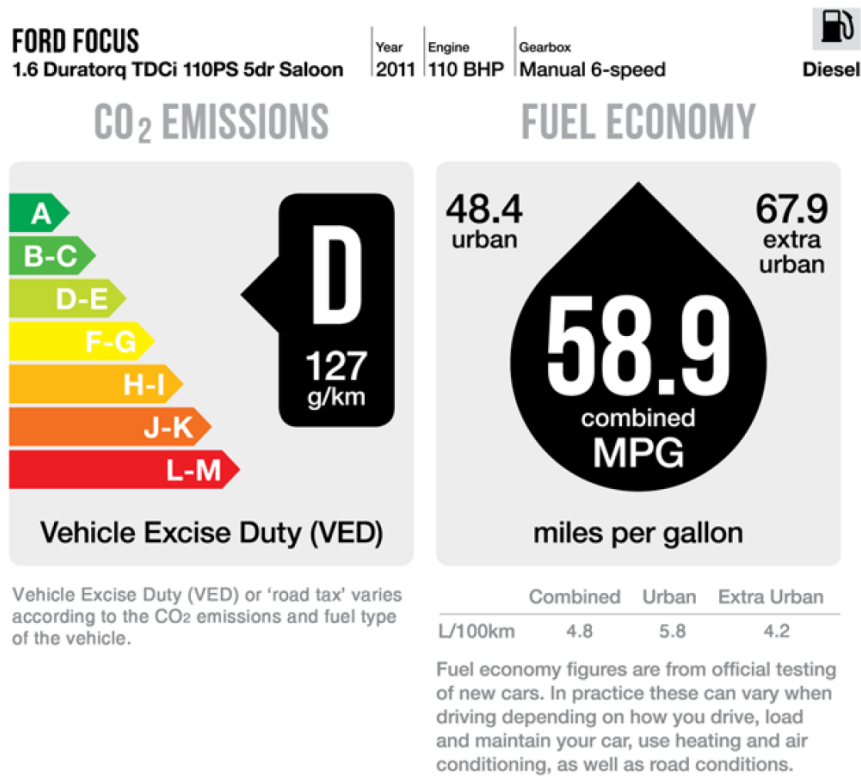 FORD FOCUS
1.6 Duratorq TDCi 110PS 5dr Saloon
Year
2011
Engine
110 BHP
Gearbox
Manual 6-speed
Diesel
CO2 EMISSIONS
A
B-C
D-E
F-G
H-I
J-K
L-M
D
127
g/km
Vehicle Excise Duty (VED)
Vehicle Excise Duty (VED) or ‘road tax’ varies
according to the CO2 emissions and fuel type
of the vehicle.
FUEL ECONOMY
48.4
urban
67.9
extra
urban
58.9
combined
MPG
miles per gallon
Combined Urban Extra Urban
L/100km 4.8 5.8 4.2
Fuel economy figures are from official testing
of new cars. In practice these can vary when
driving depending on how you drive, load
and maintain your car, use heating and air
conditioning, as well as road conditions.